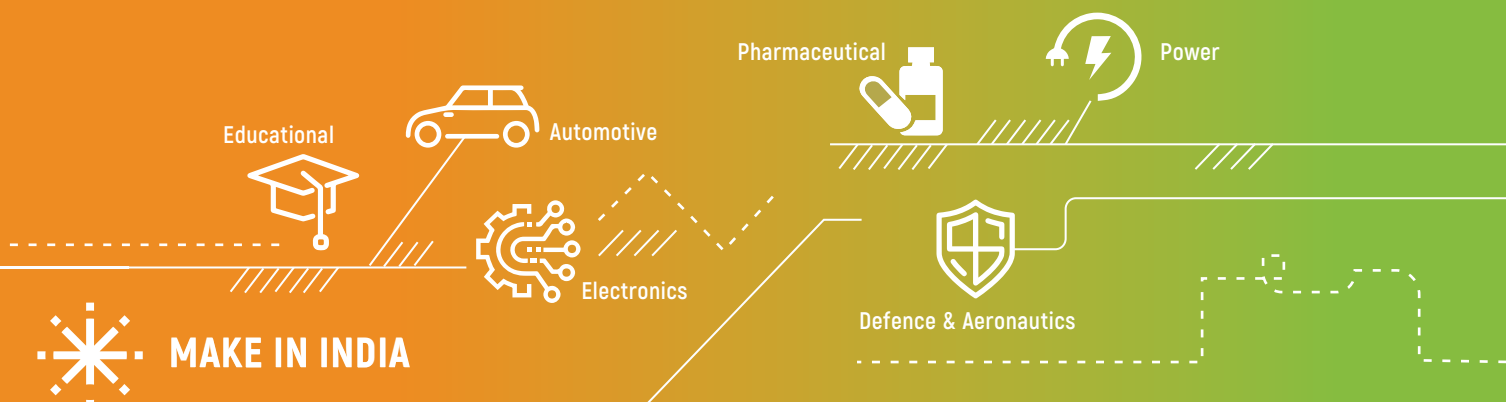 Pharmaceutical
Power
Educational
Automotive
Electronics
Defence & Aeronautics
MAKE IN INDIA